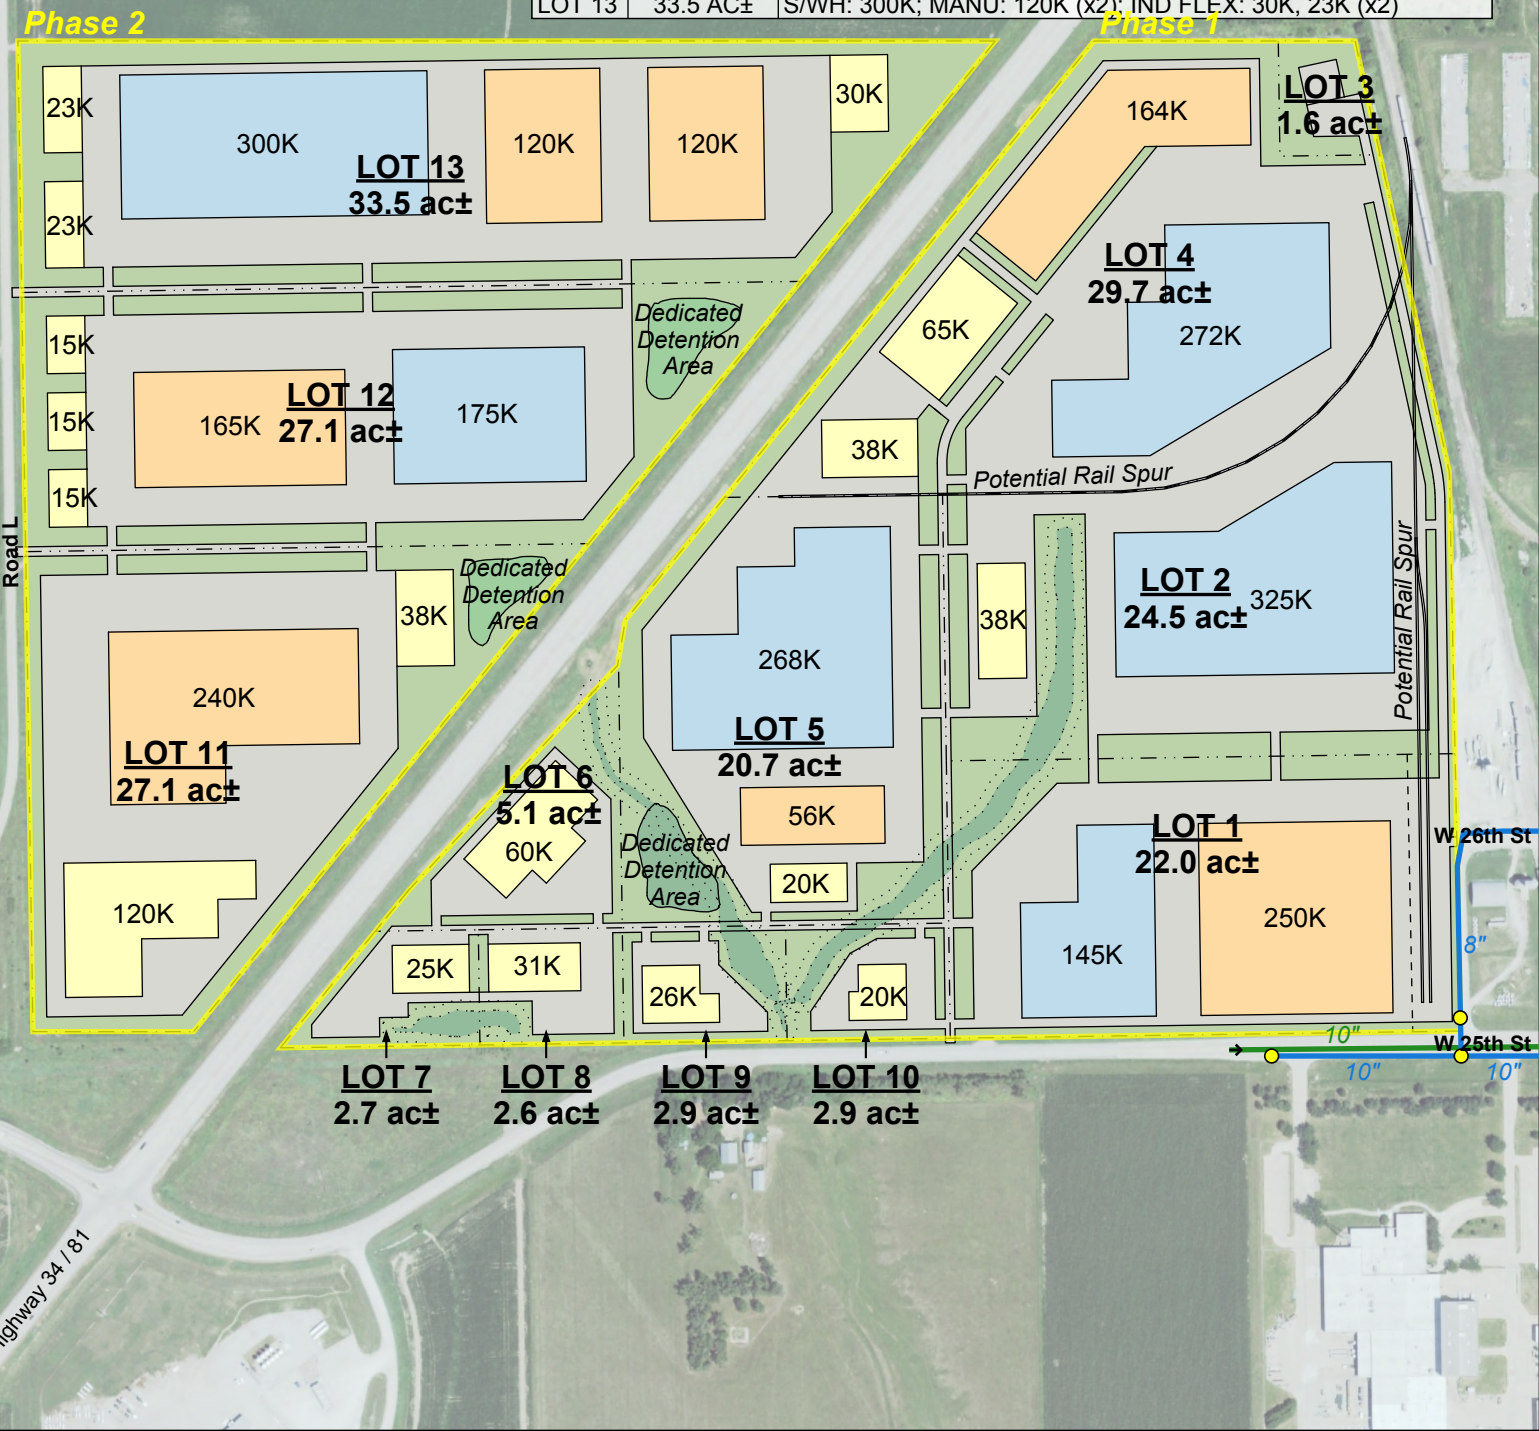 LOT 13 33.5 AC± S/WH: 300K; MANU: 120K (x2); IND FLEX: 30K, 23K (x2)
Phase 2
Phase 1
23K
300K
120K
120K
30K
LOT 13
33.5 ac±
23K
164K
LOT 3
1.6 ac±
LOT 4
29.7 ac±
272K
65K
Dedicated
Detention
Area
15K
15K
15K
165K
LOT 12
27.1 ac±
175K
38K
Potential Rail Spur
Road L
Dedicated
Detention
Area
38K
240K
LOT 11
27.1 ac±
120K
268K
LOT 5
20.7 ac±
56K
20K
38K
LOT 2
24.5 ac±
325K
Potential Rail Spur
LOT 6
5.1 ac±
60K
Dedicated
Detention
Area
LOT 1
22.0 ac±
145K
250K
W 26th St
8"
25K
31K
26K
20K
10"
W 25th St
10"
10"
LOT 7
2.7 ac±
LOT 8
2.6 ac±
LOT 9
2.9 ac±
LOT 10
2.9 ac±
ighway 34 / 81